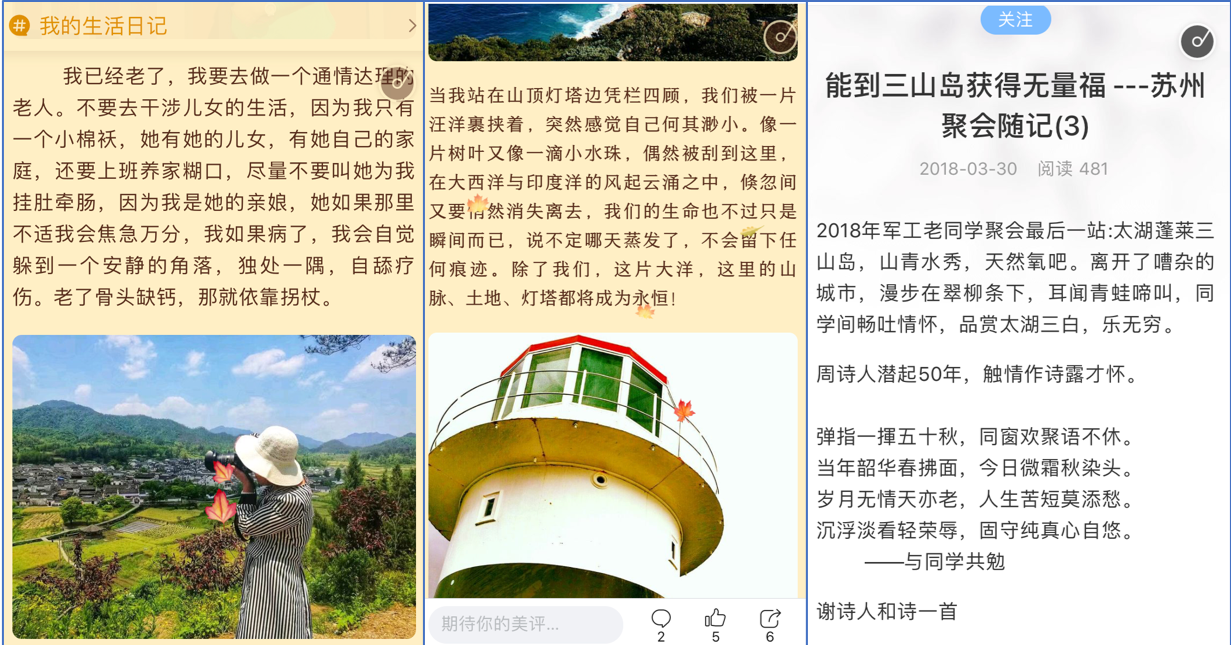 我的生活日记
我已经老了，我要去做一个通情达理的
老人。不要去干涉儿女的生活，因为我只有
一个小棉袄，她有她的儿女，有她自己的家
庭，还要上班养家糊口，尽量不要叫她为我
挂肚牵肠，因为我是她的亲娘，她如果那里
不适我会焦急万分，我如果病了，我会自觉
躲到一个安静的角落，独处一隅，自舔疗
伤。老了骨头缺钙，那就依靠拐杖。
当我站在山顶灯塔边凭栏四顾，我们被一片
汪洋裹挟着，突然感觉自己何其渺小。像一
片树叶又像一滴小水珠，偶然被刮到这里，
在大西洋与印度洋的风起云涌之中，倏忽间
又要悄然消失离去，我们的生命也不过只是
瞬间而已，说不定哪天蒸发了，不会留下任
何痕迹。除了我们，这片大洋，这里的山
脉、土地、灯塔都将成为永恒！
期待你的美评...
2 5 6
关注
能到三山岛获得无量福 ---苏州
聚会随记(3)
2018-03-30 阅读 481
2018年军工老同学聚会最后一站:太湖蓬莱三
山岛，山青水秀，天然氧吧。离开了嘈杂的
城市，漫步在翠柳条下，耳闻青蛙啼叫，同
学间畅吐情怀，品赏太湖三白，乐无穷。
周诗人潜起50年，触情作诗露才怀。
弹指一揮五十秋，同窗欢聚语不休。
当年韶华春拂面，今日微霜秋染头。
岁月无情天亦老，人生苦短莫添愁。
沉浮淡看轻荣辱，固守纯真心自悠。
——与同学共勉
谢诗人和诗一首